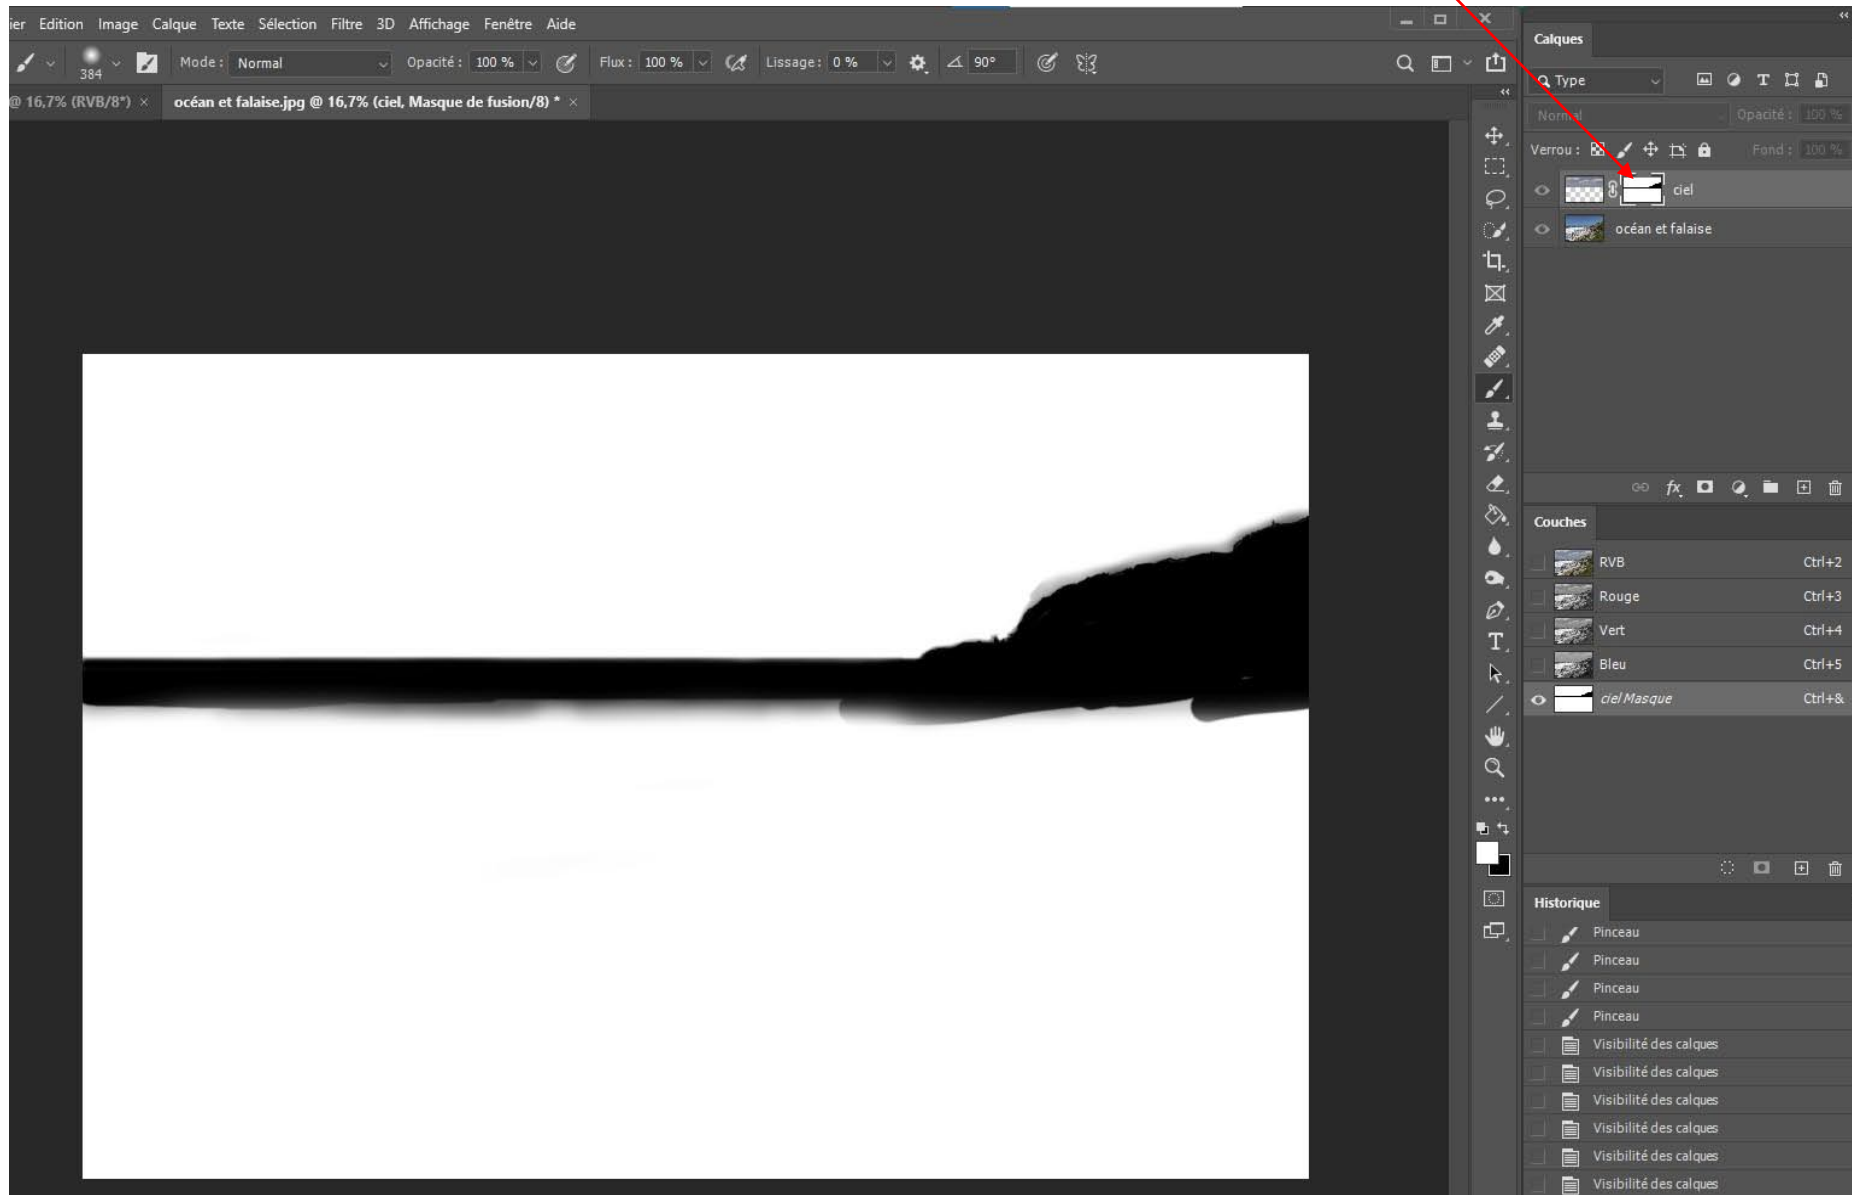 ier Edition Image Calque Texte Sélection Filtre 3D Affichage Fenêtre Aide
384 Mode : Normal Opacité : 100 % Flux : 100 % Lissage : 0 % 90°
@ 16,7% (RVB/8*) × océan et falaise.jpg @ 16,7% (ciel, Masque de fusion/8) * ×
Calques
Type
Normal Opacité : 100 %
Verrou : Fond : 100 %
ciel
océan et falaise
fx
Couches
RVB Ctrl+2
Rouge Ctrl+3
Vert Ctrl+4
Bleu Ctrl+5
ciel Masque Ctrl+&
Historique
Pinceau
Pinceau
Pinceau
Pinceau
Visibilité des calques
Visibilité des calques
Visibilité des calques
Visibilité des calques
Visibilité des calques
Visibilité des calques